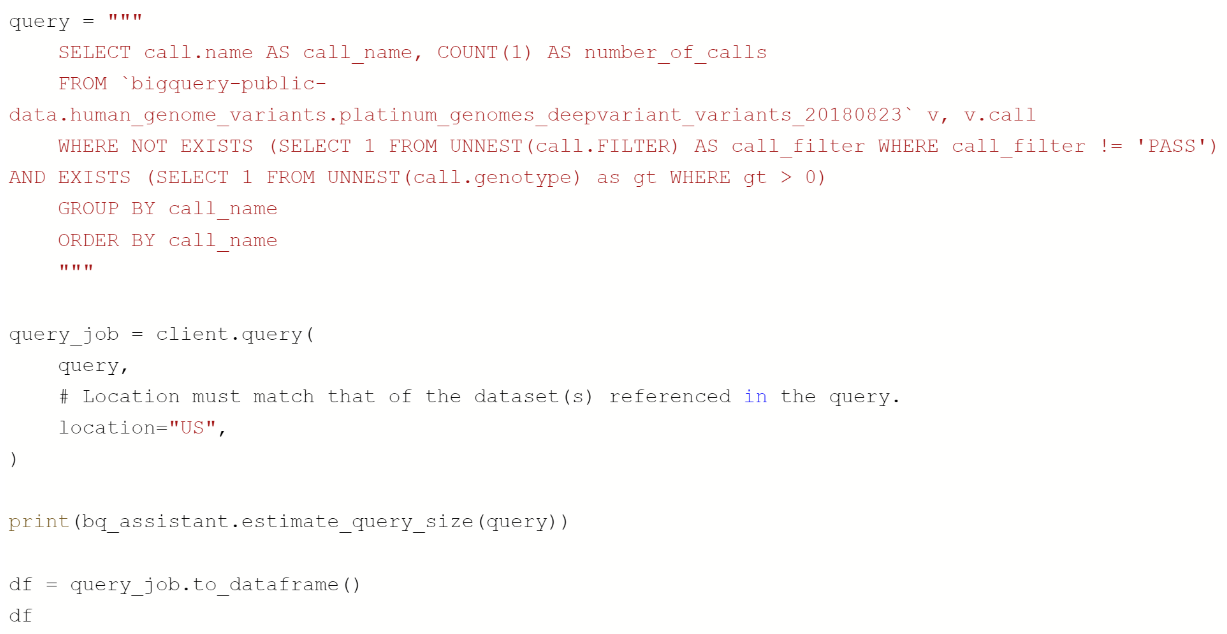 query = """
    SELECT call.name AS call_name, COUNT(1) AS number_of_calls
    FROM `bigquery-public-
data.human_genome_variants.platinum_genomes_deepvariant_variants_20180823` v, v.call
    WHERE NOT EXISTS (SELECT 1 FROM UNNEST(call.FILTER) AS call_filter WHERE call_filter != 'PASS')
AND EXISTS (SELECT 1 FROM UNNEST(call.genotype) as gt WHERE gt > 0)
    GROUP BY call_name
    ORDER BY call_name
    """

query_job = client.query(
    query,
    # Location must match that of the dataset(s) referenced in the query.
    location="US",
)

print(bq_assistant.estimate_query_size(query))

df = query_job.to_dataframe()
df